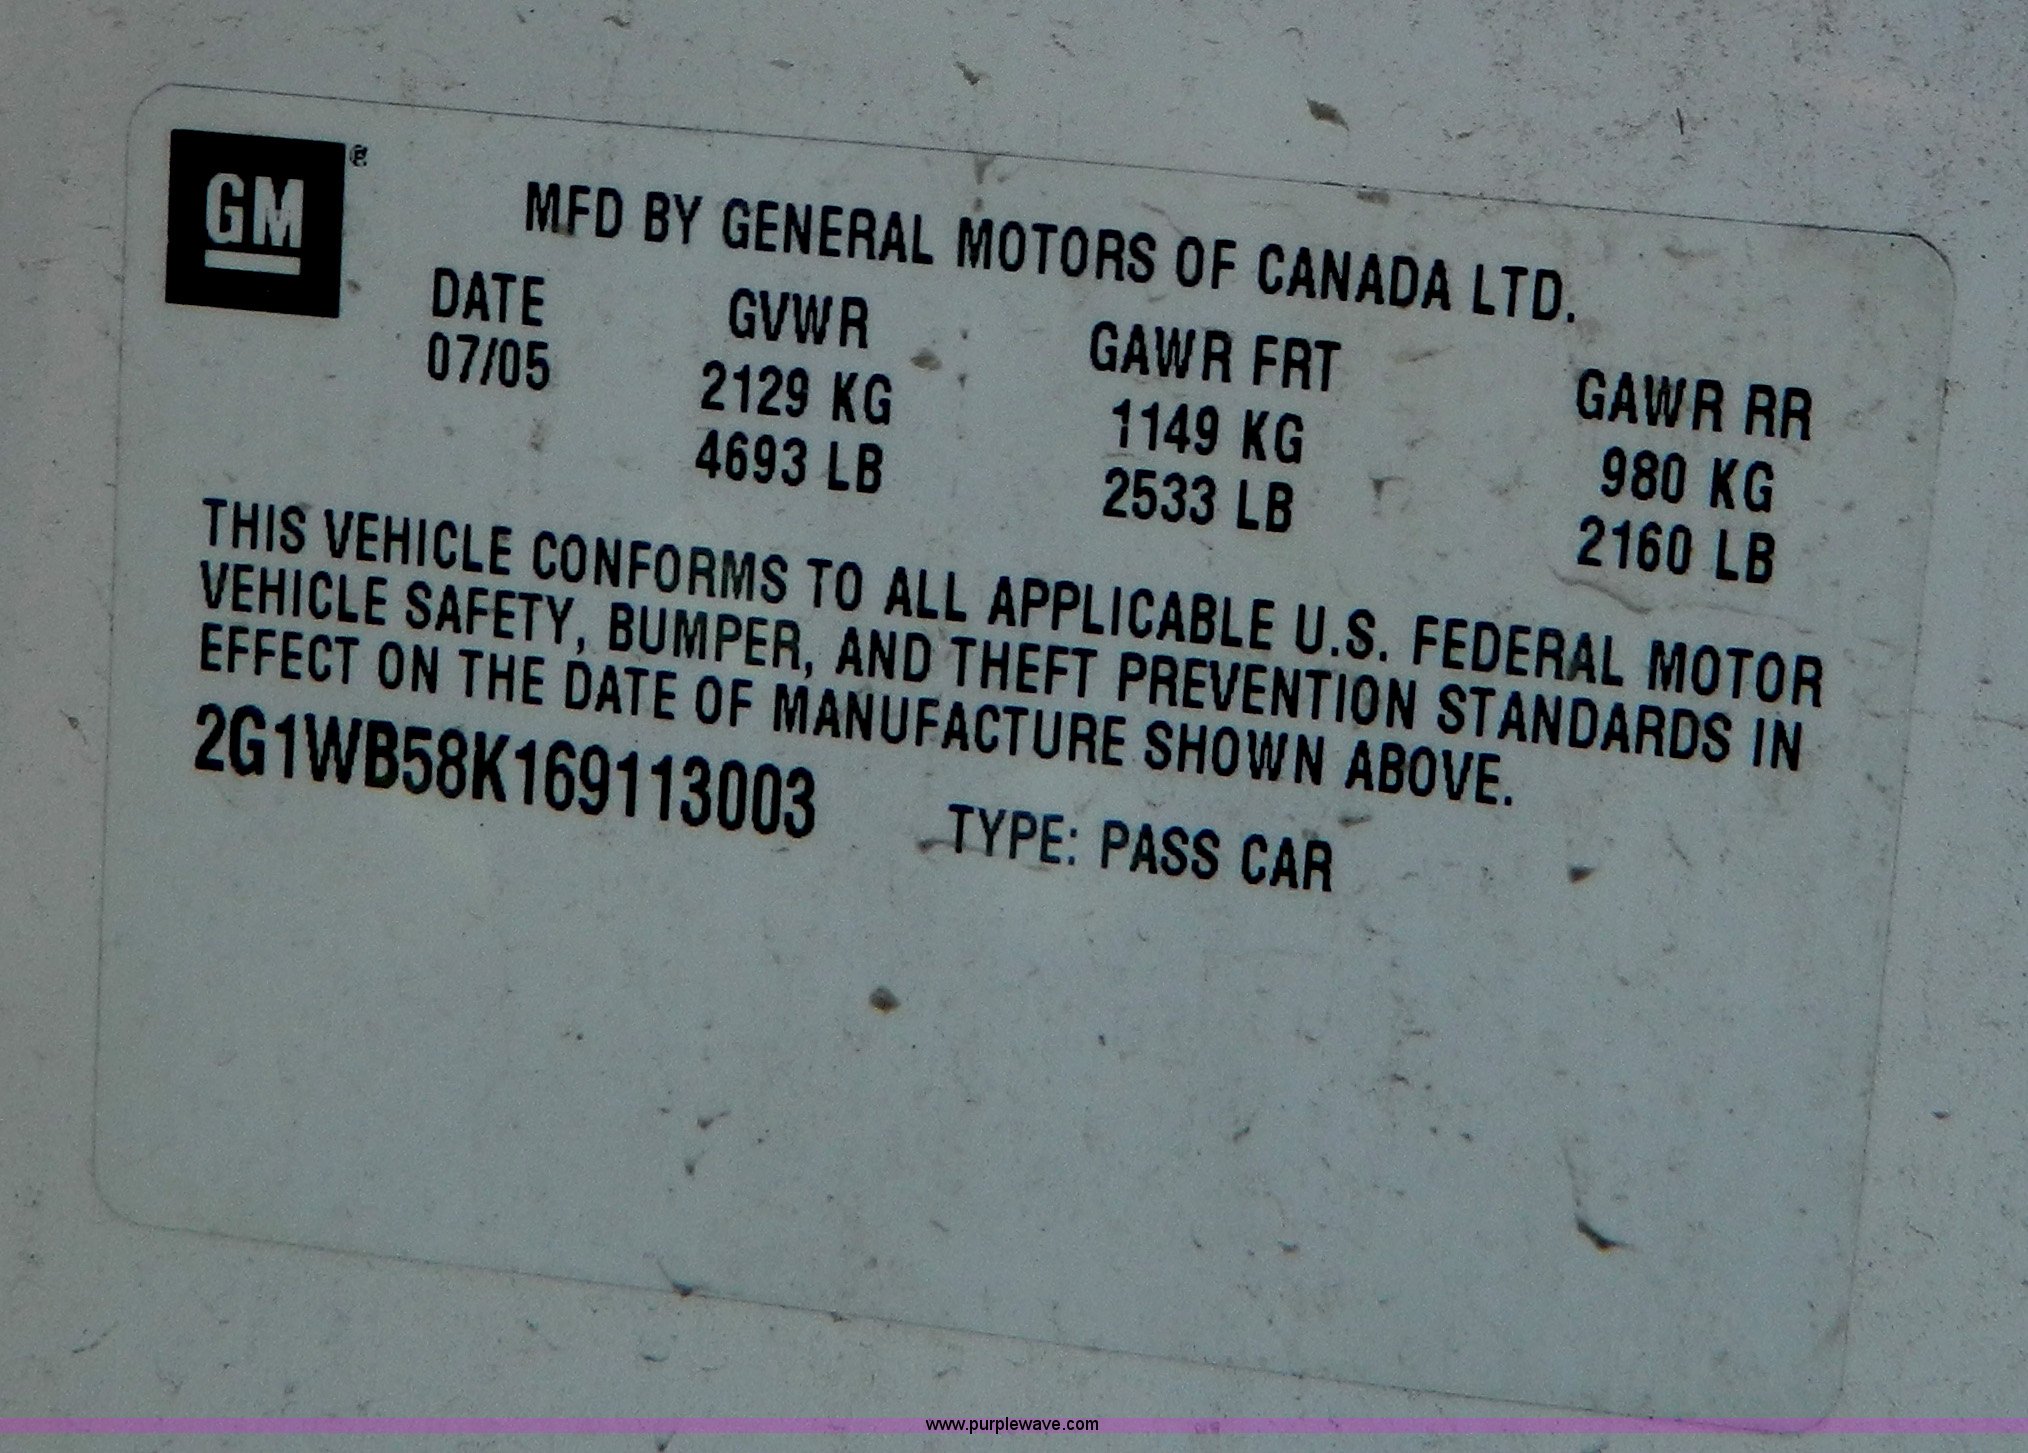 GM®
MFD BY GENERAL MOTORS OF CANADA LTD.
DATE GVWR GAWR FRT GAWR RR
07/05 2129 KG 1149 KG 980 KG
4693 LB 2533 LB 2160 LB
THIS VEHICLE CONFORMS TO ALL APPLICABLE U.S. FEDERAL MOTOR
VEHICLE SAFETY, BUMPER, AND THEFT PREVENTION STANDARDS IN
EFFECT ON THE DATE OF MANUFACTURE SHOWN ABOVE.
2G1WB58K169113003 TYPE: PASS CAR
www.purplewave.com